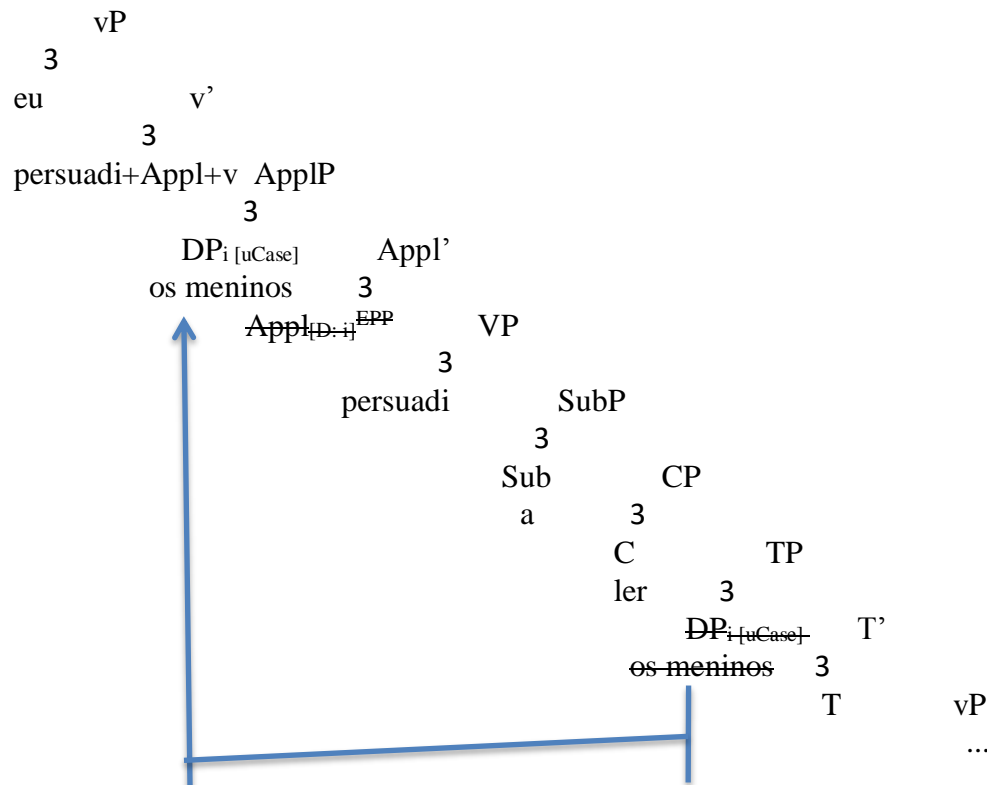 vP
3
eu v’
3
persuadi+Appl+v ApplP
3
DPi [uCase] Appl’
os meninos 3
Appl[D: i]EPP VP
3
persuadi SubP
3
Sub CP
a 3
C TP
ler 3
DPi [uCase] T’
os meninos 3
T vP
...